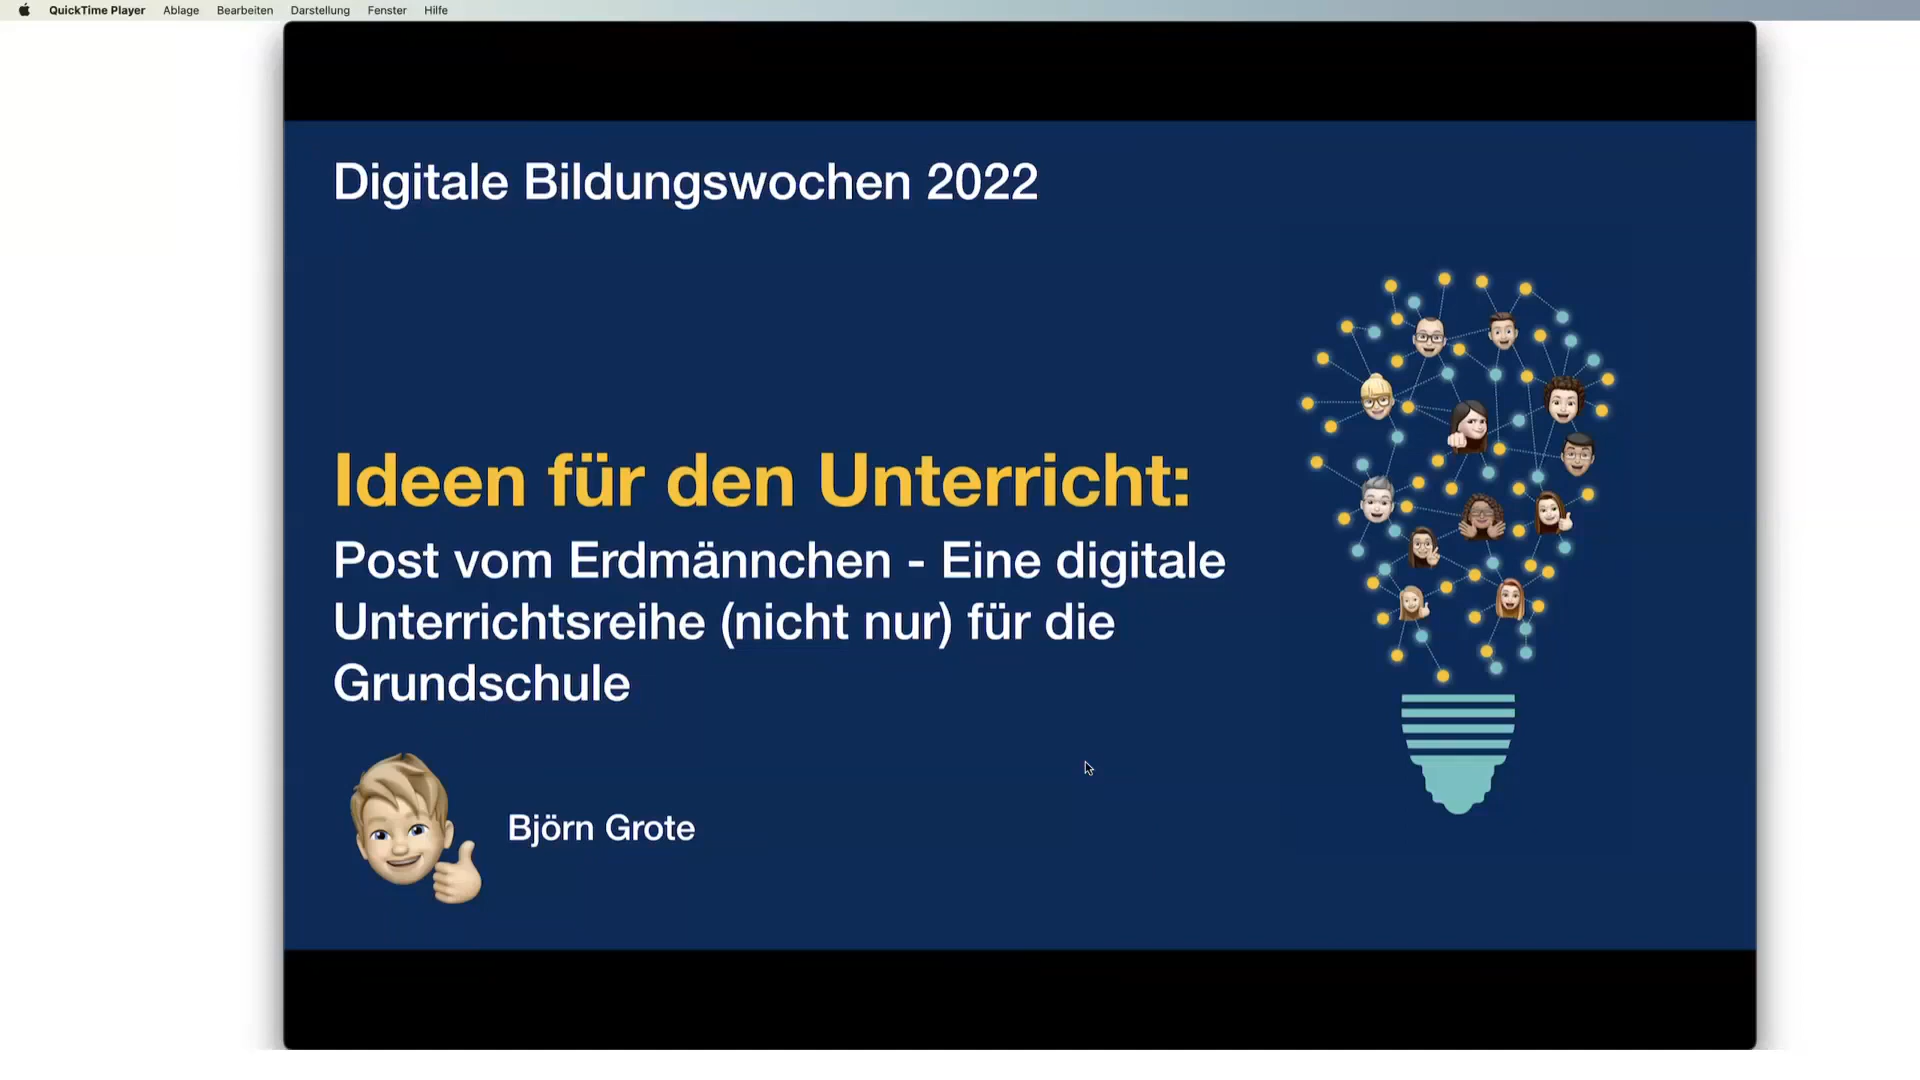 QuickTime Player Ablage Bearbeiten Darstellung Fenster Hilfe
Digitale Bildungswochen 2022
Ideen für den Unterricht:
Post vom Erdmännchen - Eine digitale
Unterrichtsreihe (nicht nur) für die
Grundschule
Björn Grote